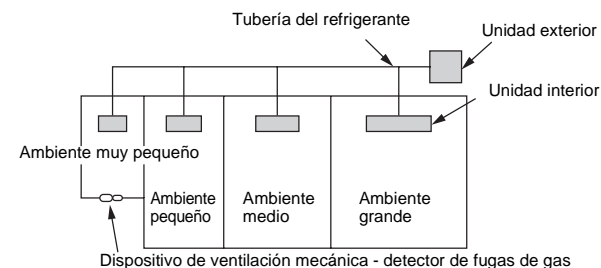 Tubería del refrigerante
Unidad exterior
Unidad interior
Ambiente muy pequeño
Ambiente
pequeño
Ambiente
medio
Ambiente
grande
Dispositivo de ventilación mecánica - detector de fugas de gas